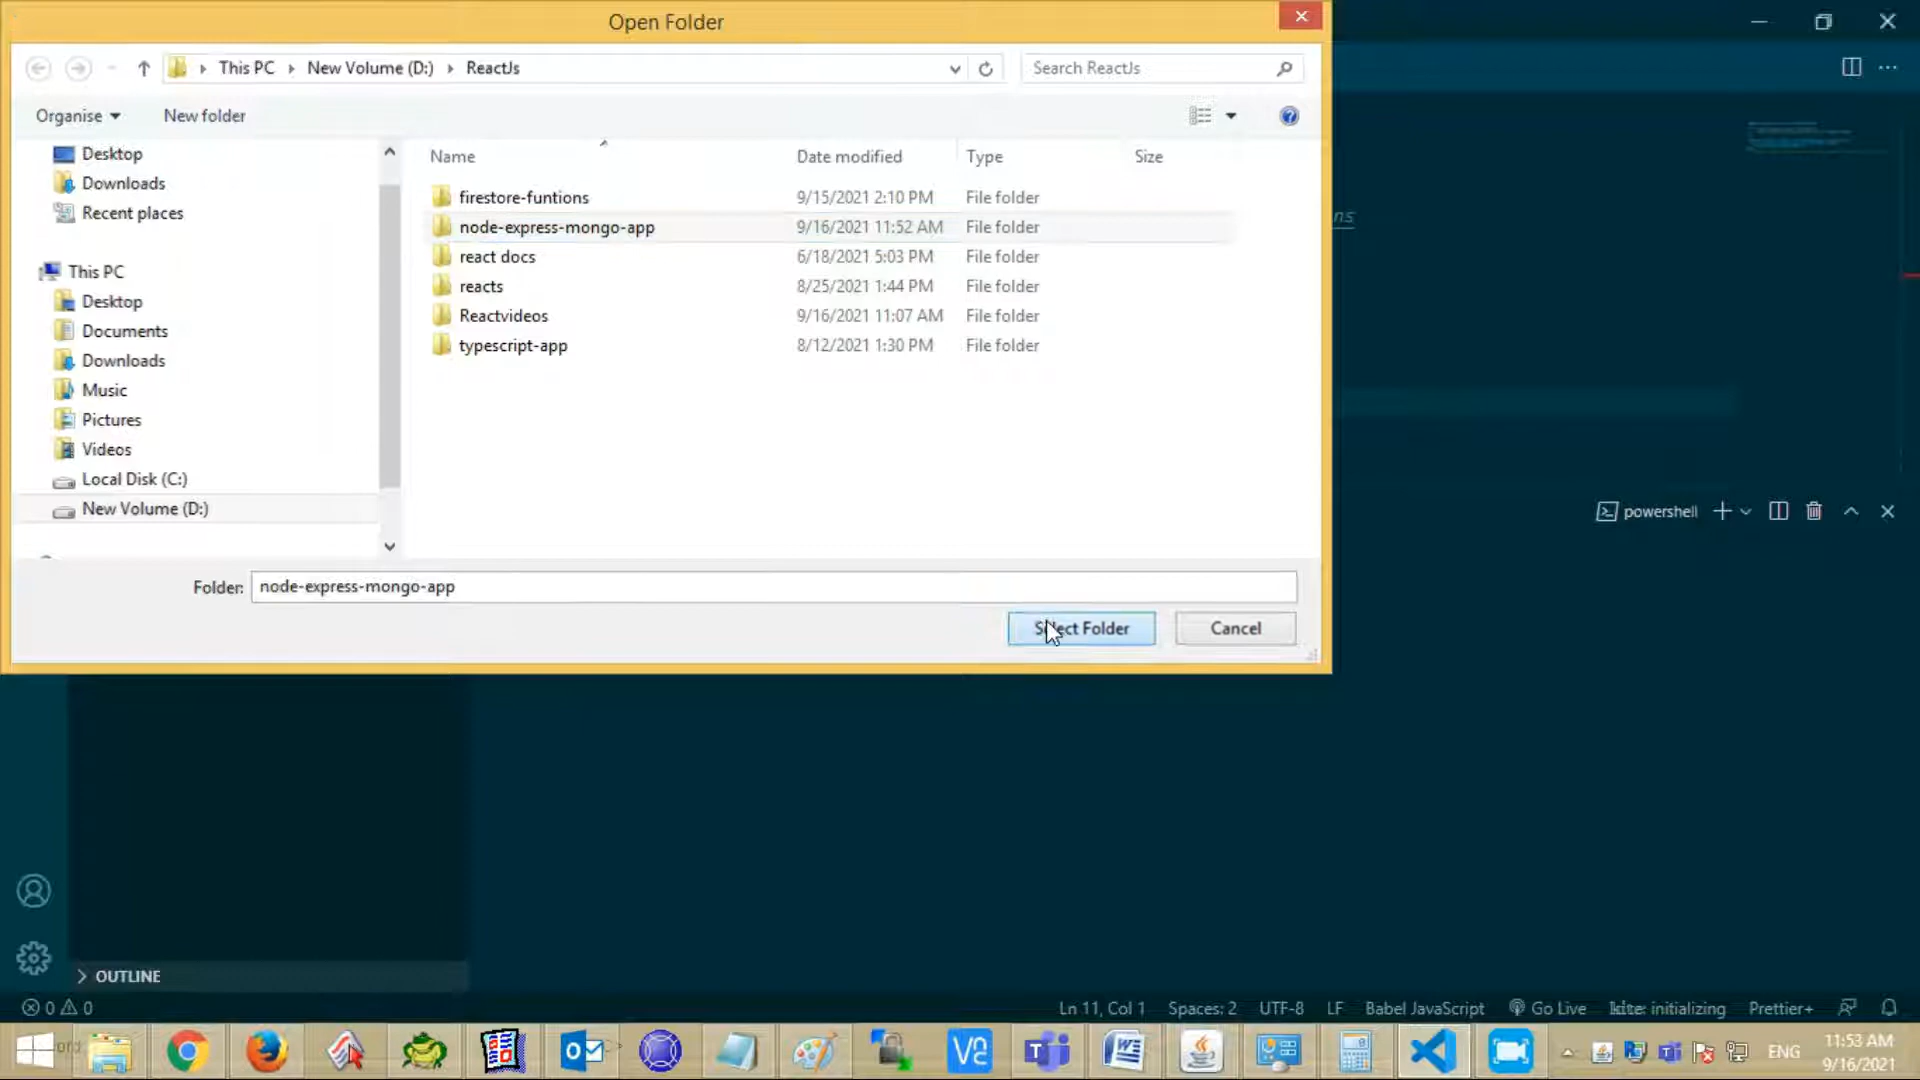 Open Folder
This PC
New Volume (D:)
ReactJs
Search ReactJs
Organise
New folder
Name
Date modified
Type
Size
Desktop
Downloads
Recent places
This PC
Desktop
Documents
Downloads
Music
Pictures
Videos
Local Disk (C:)
New Volume (D:)
firestore-funtions 9/15/2021 2:10 PM File folder
node-express-mongo-app 9/16/2021 11:52 AM File folder
react docs 6/18/2021 5:03 PM File folder
reacts 8/25/2021 1:44 PM File folder
Reactvideos 9/16/2021 11:07 AM File folder
typescript-app 8/12/2021 1:30 PM File folder
ns
Folder: node-express-mongo-app
Select Folder
Cancel
powershell
OUTLINE
0 0
Ln 11, Col 1
Spaces: 2
UTF-8
LF
Babel JavaScript
Go Live
kite: initializing
Prettier+
ENG
11:53 AM
9/16/2021